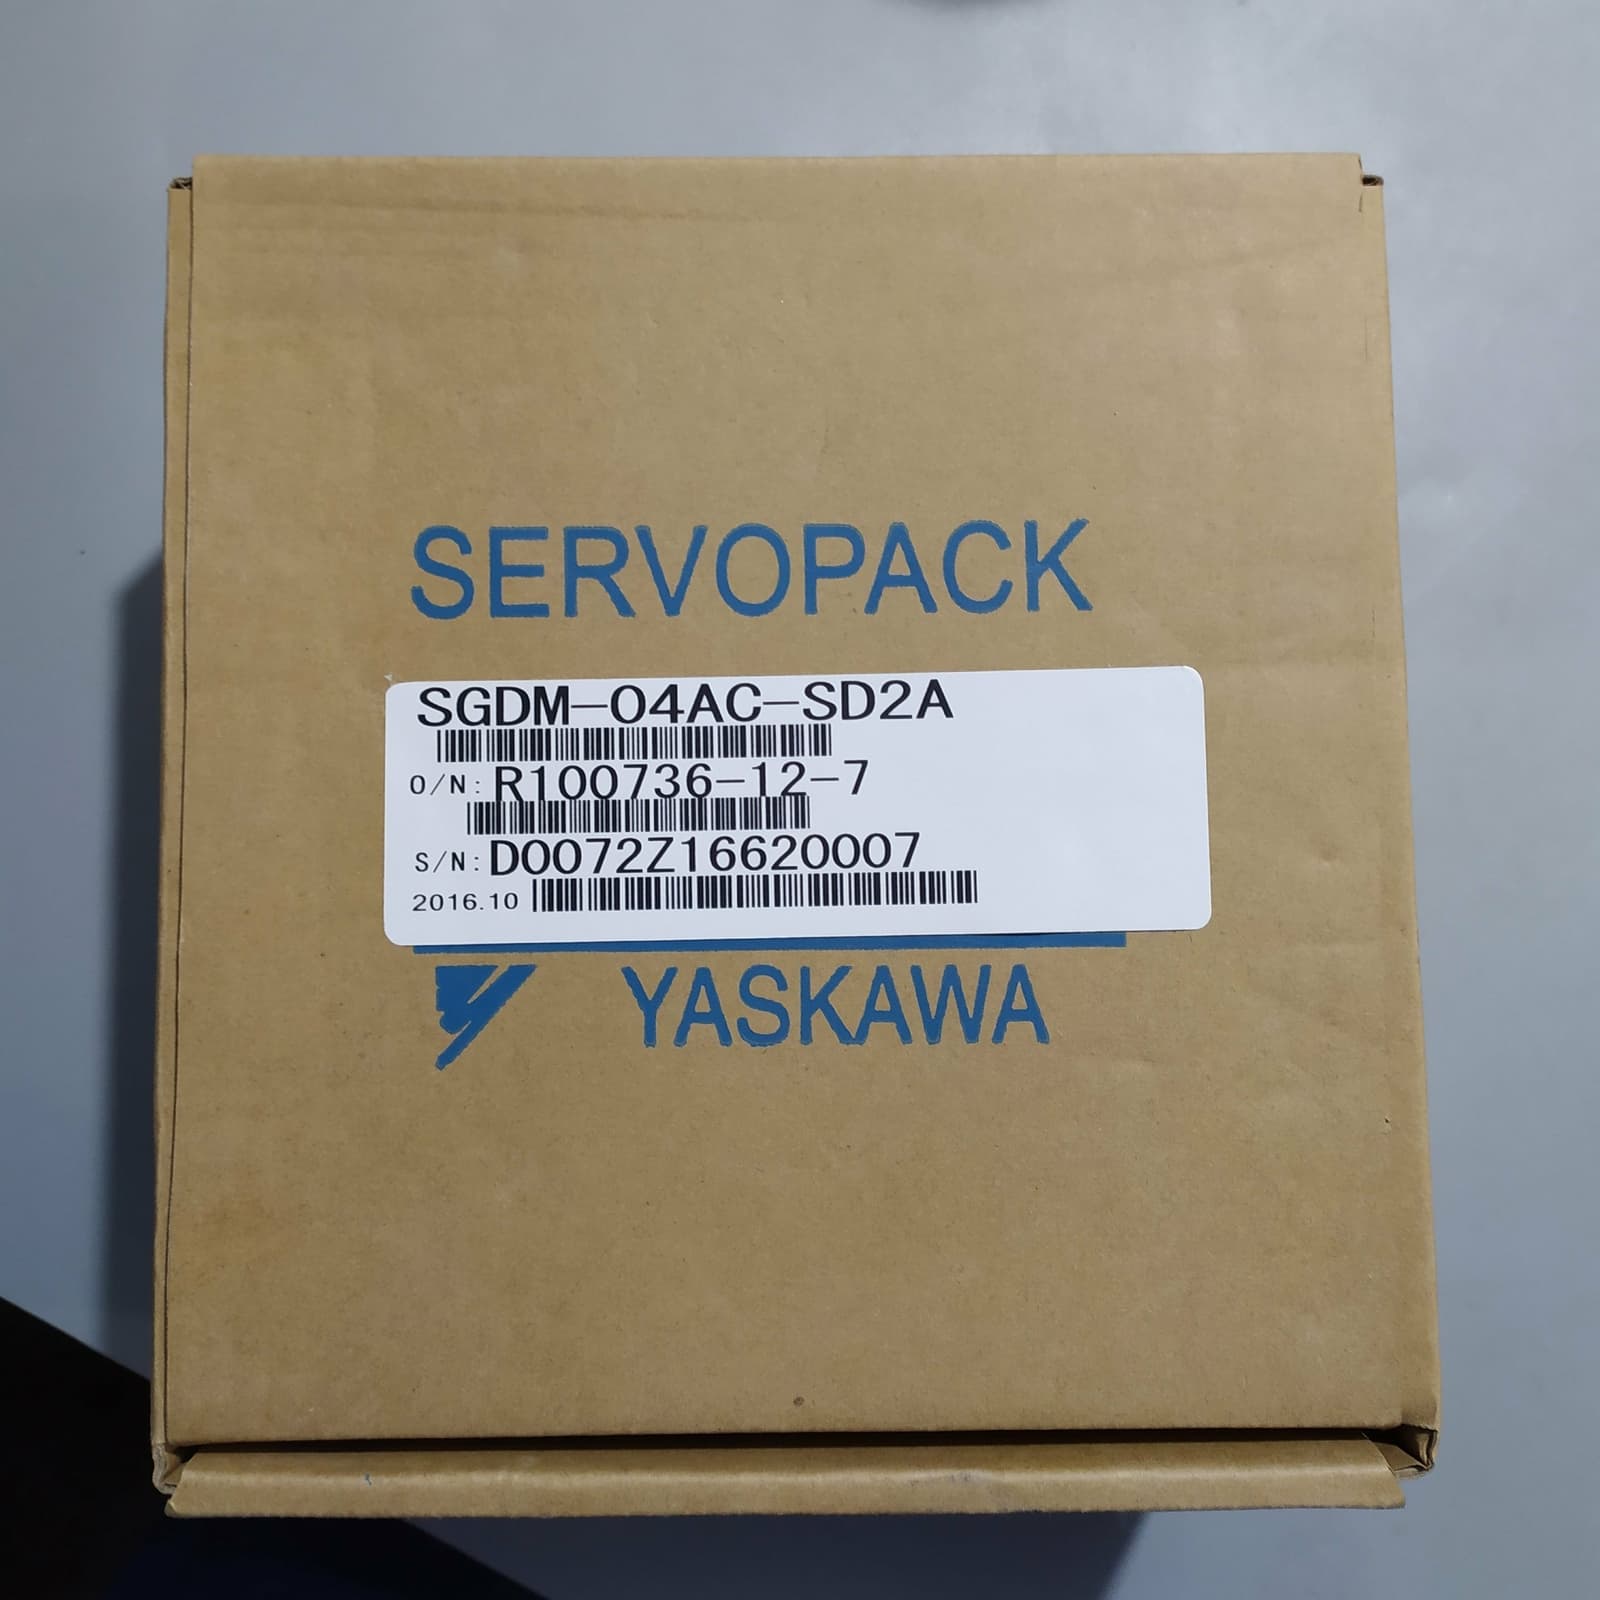 SERVOPACK
SGDM-04AC-SD2A
O/N: R100736-12-7
S/N: D0072Z16620007
2016.10
YASKAWA